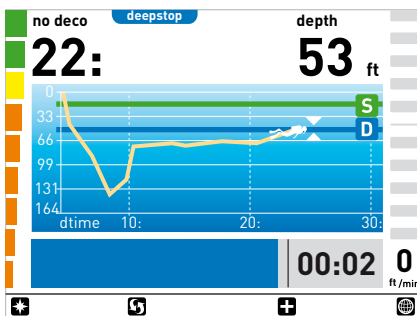 no deco deepstop depth
22: 53 ft
0
33 S
66 D
99
131
164
dtime 10: 20: 30:
00:02 0
ft/min